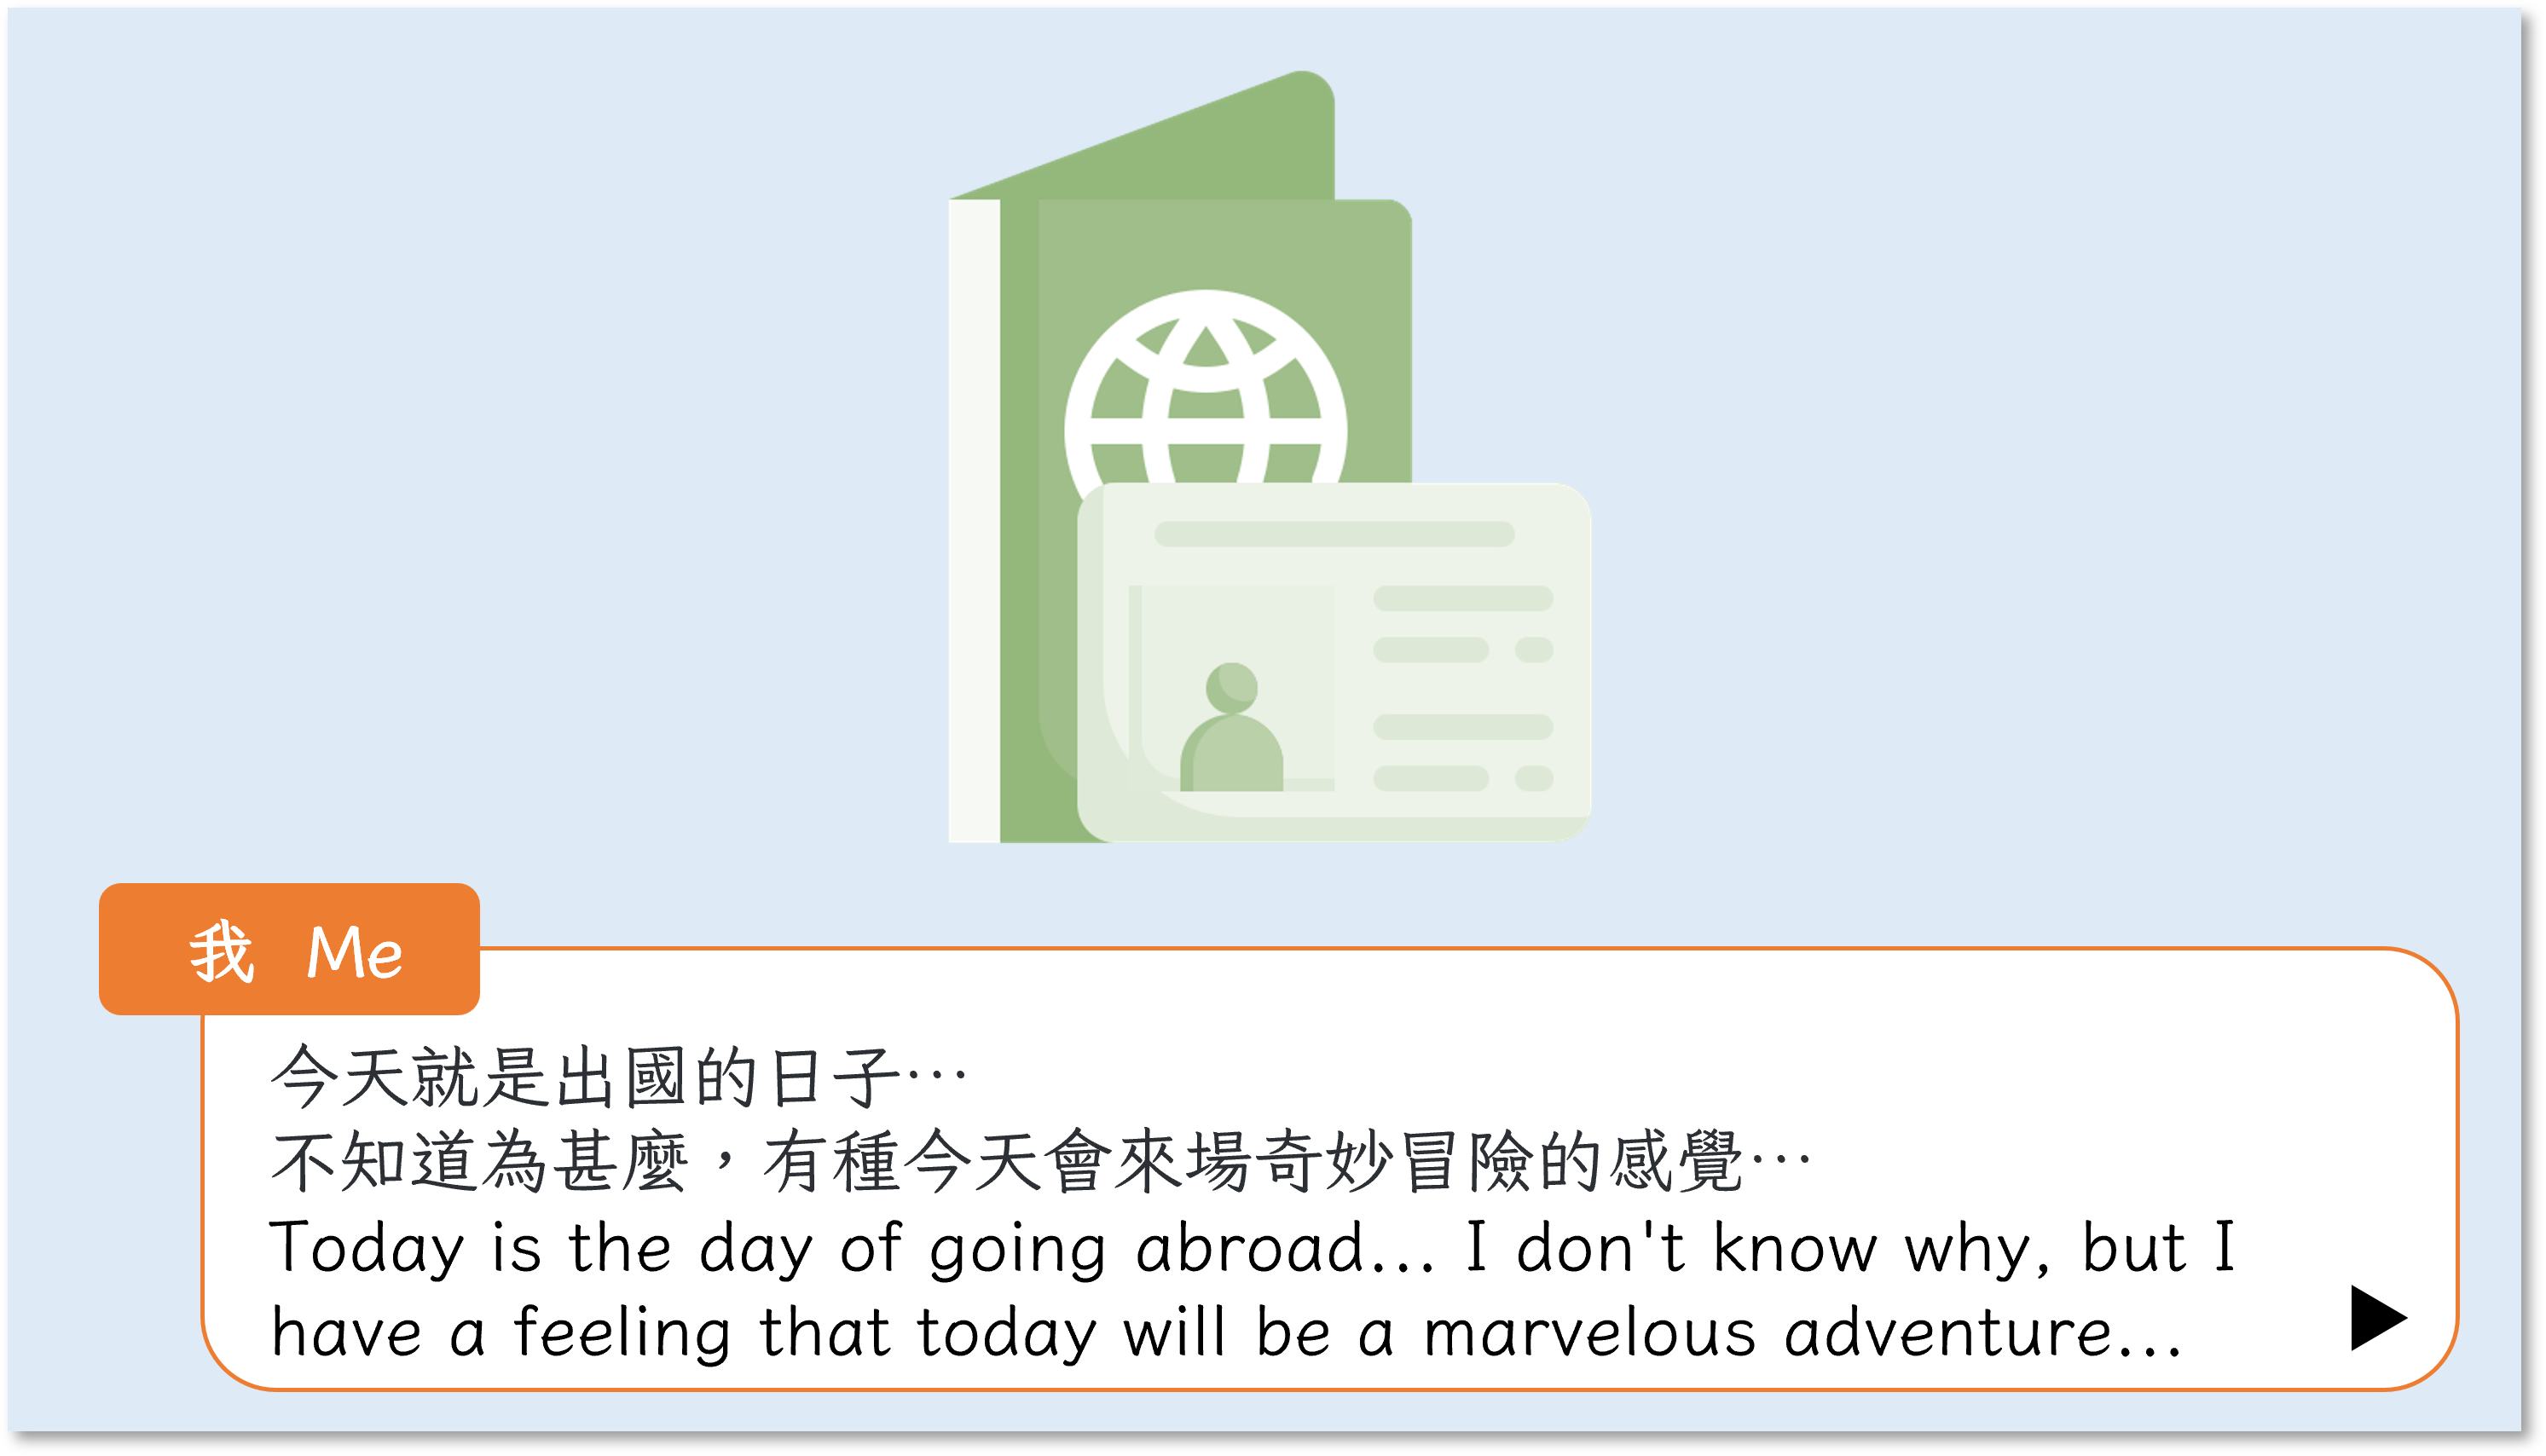 我 Me
今天就是出國的日子…
不知道為甚麼，有種今天會來場奇妙冒險的感覺…
Today is the day of going abroad... I don't know why, but I
have a feeling that today will be a marvelous adventure...